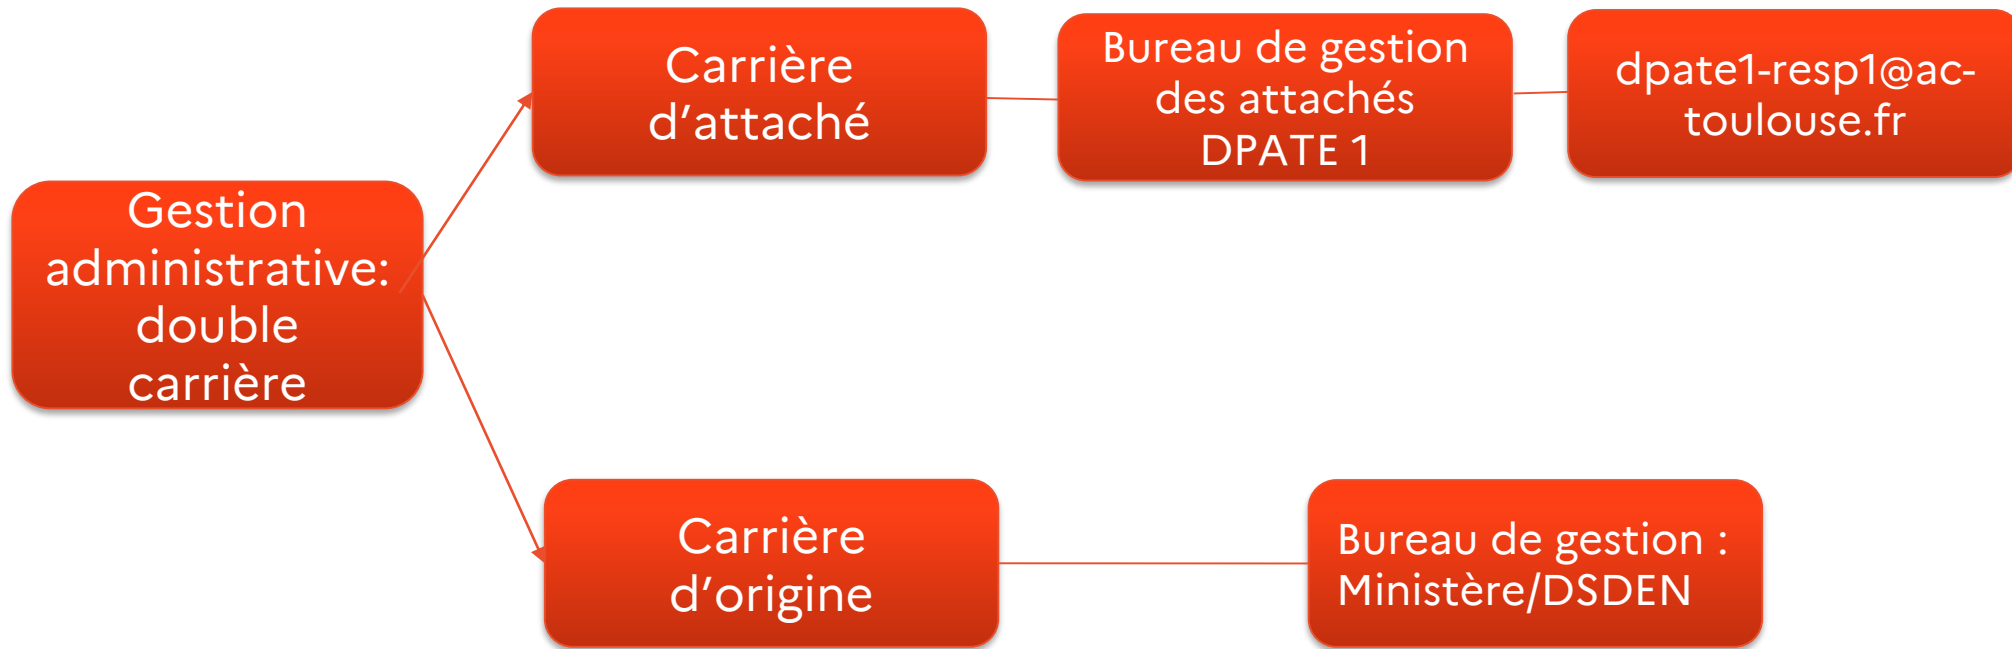 Gestion
administrative:
double
carrière
Carrière
d’attaché
Bureau de gestion
des attachés
DPATE 1
dpate1-resp1@ac-
toulouse.fr
Carrière
d’origine
Bureau de gestion :
Ministère/DSDEN